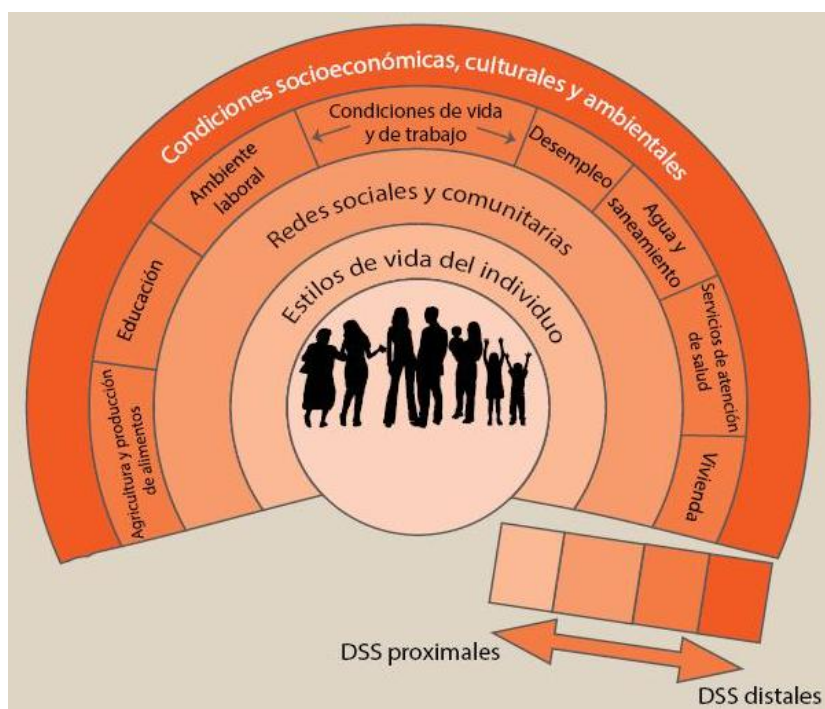 Condiciones socioeconómicas, culturales y ambientales
Condiciones de vida
y de trabajo
Agricultura y producción
de alimentos
Educación
Ambiente
laboral
Desempleo
Agua y
saneamiento
Servicios de atención
de salud
Vivienda
Redes sociales y comunitarias
Estilos de vida del individuo
DSS proximales
DSS distales